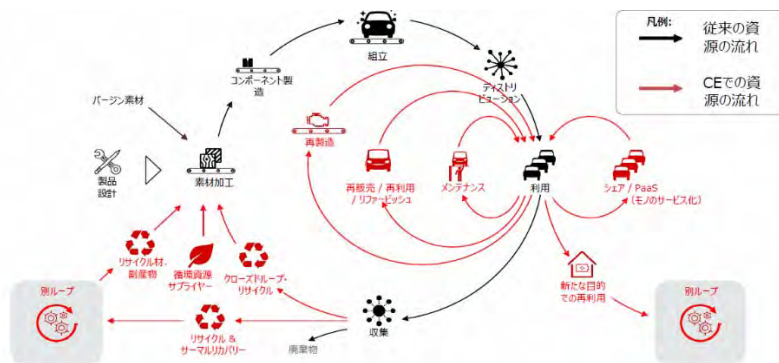 凡例:
従来の資
源の流れ
CEでの資
源の流れ
組立
コンポーネント製
造
ディストリ
ビューション
バージン素材
製品
設計
素材加工
再製造
再販売 / 再利用
/ リファービッシュ
メンテナンス
利用
シェア / PaaS
(モノのサービス化)
リサイクル材・
副産物
循環資源
サプライヤー
クローズドループ・
リサイクル
新たな目的
での再利用
別ループ
別ループ
リサイクル &
サーマルリカバリー
収集
廃棄物